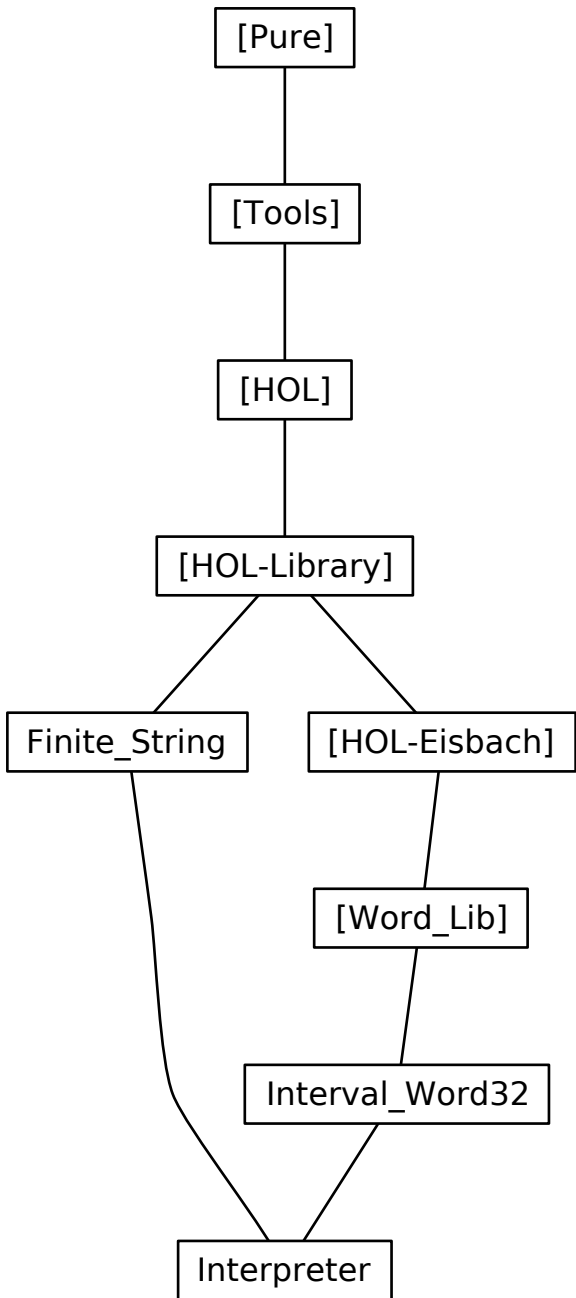 [Pure]
[Tools]
[HOL]
[HOL-Library]
Finite_String
[HOL-Eisbach]
[Word_Lib]
Interval_Word32
Interpreter